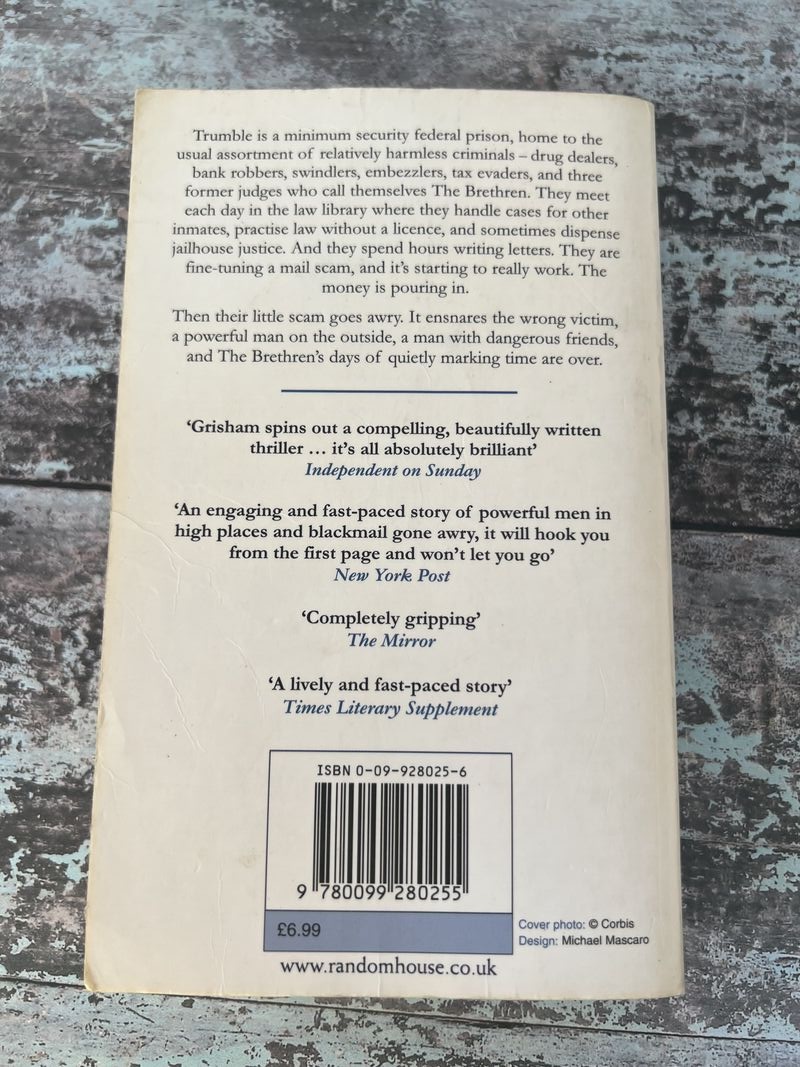 Trumble is a minimum security federal prison, home to the
usual assortment of relatively harmless criminals – drug dealers,
bank robbers, swindlers, embezzlers, tax evaders, and three
former judges who call themselves The Brethren. They meet
each day in the law library where they handle cases for other
inmates, practise law without a licence, and sometimes dispense
jailhouse justice. And they spend hours writing letters. They are
fine-tuning a mail scam, and it's starting to really work. The
money is pouring in.
Then their little scam goes awry. It ensnares the wrong victim,
a powerful man on the outside, a man with dangerous friends,
and The Brethren's days of quietly marking time are over.
‘Grisham spins out a compelling, beautifully written
thriller … it's all absolutely brilliant’
Independent on Sunday
‘An engaging and fast-paced story of powerful men in
high places and blackmail gone awry, it will hook you
from the first page and won't let you go’
New York Post
‘Completely gripping’
The Mirror
‘A lively and fast-paced story’
Times Literary Supplement
ISBN 0-09-928025-6
9 780099 280255
£6.99
Cover photo: © Corbis
Design: Michael Mascaro
www.randomhouse.co.uk